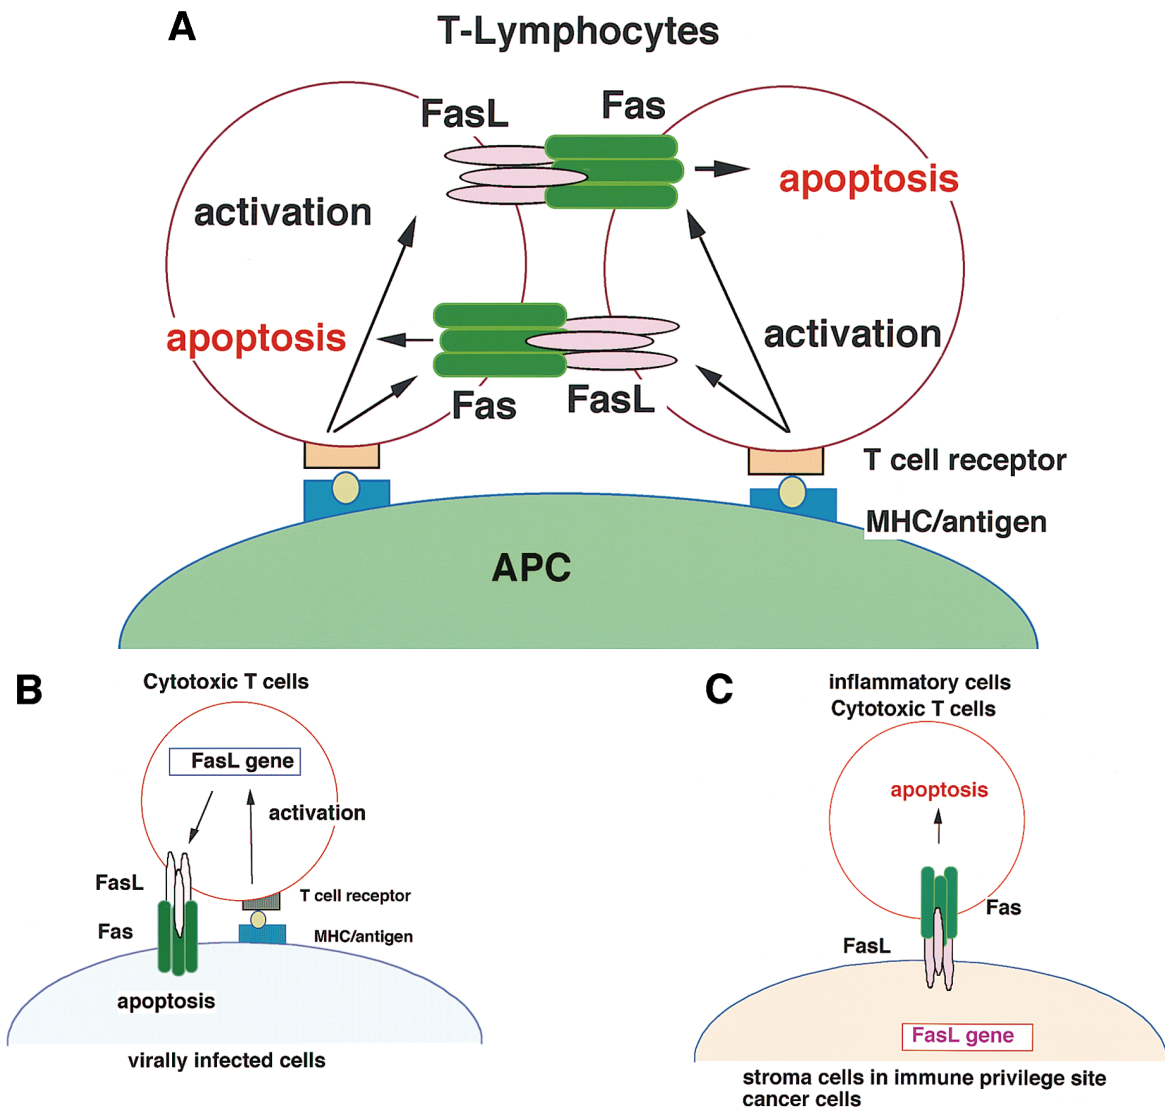 A
T-Lymphocytes
FasL
Fas
activation
apoptosis
apoptosis
activation
Fas
FasL
T cell receptor
MHC/antigen
APC
B
Cytotoxic T cells
FasL gene
activation
FasL
T cell receptor
Fas
MHC/antigen
apoptosis
virally infected cells
C
inflammatory cells
Cytotoxic T cells
apoptosis
Fas
FasL
FasL gene
stroma cells in immune privilege site
cancer cells